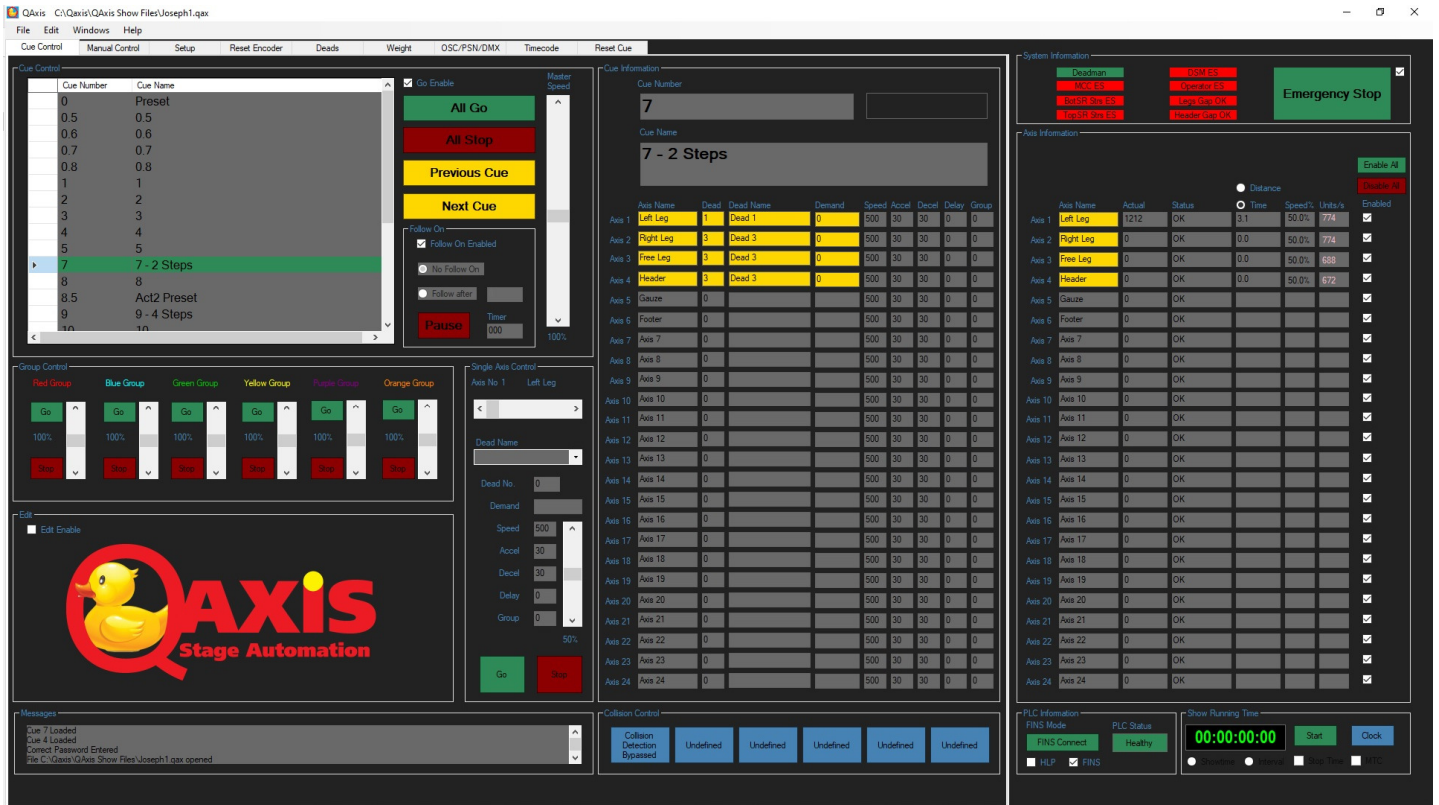 QAxis C:\Qaxis\QAxis Show Files\Joseph1.qax
File Edit Windows Help
Cue Control Manual Control Setup Reset Encoder Deads Weight OSC/PSN/DMX Timecode Reset Cue
Cue Control
Cue Number Cue Name
0 Preset
0.5 0.5
0.6 0.6
0.7 0.7
0.8 0.8
1 1
2 2
3 3
4 4
5 5
7 7 - 2 Steps
8 8
8.5 Act2 Preset
9 9 - 4 Steps
10 10
Go Enable
Master Speed
All Go
All Stop
Previous Cue
Next Cue
Follow On
Follow On Enabled
No Follow On
Follow after
Pause
Timer
000
100%
Group Control
Red Group Blue Group Green Group Yellow Group Purple Group Orange Group
Go Go Go Go Go Go
100% 100% 100% 100% 100% 100%
Stop Stop Stop Stop Stop Stop
Single Axis Control
Axis No 1 Left Leg
Dead Name
Dead No. 0
Demand
Speed 500
Accel 30
Decel 30
Delay 0
Group 0
50%
Go Stop
Edit
Edit Enable
QAXiS
Stage Automation
Messages
Cue 7 Loaded
Cue 4 Loaded
Correct Password Entered
File C:\Qaxis\QAxis Show Files\Joseph1.qax opened
Cue Information
Cue Number
7
Cue Name
7 - 2 Steps
Axis Name Dead Dead Name Demand Speed Accel Decel Delay Group
Axis 1 Left Leg 1 Dead 1 0 500 30 30 0 0
Axis 2 Right Leg 3 Dead 3 0 500 30 30 0 0
Axis 3 Free Leg 3 Dead 3 0 500 30 30 0 0
Axis 4 Header 3 Dead 3 0 500 30 30 0 0
Axis 5 Gauze 0 500 30 30 0 0
Axis 6 Footer 0 500 30 30 0 0
Axis 7 Axis 7 0 500 30 30 0 0
Axis 8 Axis 8 0 500 30 30 0 0
Axis 9 Axis 9 0 500 30 30 0 0
Axis 10 Axis 10 0 500 30 30 0 0
Axis 11 Axis 11 0 500 30 30 0 0
Axis 12 Axis 12 0 500 30 30 0 0
Axis 13 Axis 13 0 500 30 30 0 0
Axis 14 Axis 14 0 500 30 30 0 0
Axis 15 Axis 15 0 500 30 30 0 0
Axis 16 Axis 16 0 500 30 30 0 0
Axis 17 Axis 17 0 500 30 30 0 0
Axis 18 Axis 18 0 500 30 30 0 0
Axis 19 Axis 19 0 500 30 30 0 0
Axis 20 Axis 20 0 500 30 30 0 0
Axis 21 Axis 21 0 500 30 30 0 0
Axis 22 Axis 22 0 500 30 30 0 0
Axis 23 Axis 23 0 500 30 30 0 0
Axis 24 Axis 24 0 500 30 30 0 0
Collision Control
Collision Detection Bypassed Undefined Undefined Undefined Undefined Undefined
System Information
Deadman DSM ES
MCC ES Operator ES
BotSR Strs ES Legs Gap OK
TopSR Strs ES Header Gap OK
Emergency Stop
Axis Information
Enable All
Disable All
Distance
Axis Name Actual Status Time Speed% Units/s Enabled
Axis 1 Left Leg 1212 OK 3.1 50.0% 774
Axis 2 Right Leg 0 OK 0.0 50.0% 774
Axis 3 Free Leg 0 OK 0.0 50.0% 688
Axis 4 Header 0 OK 0.0 50.0% 672
Axis 5 Gauze 0 OK
Axis 6 Footer 0 OK
Axis 7 Axis 7 0 OK
Axis 8 Axis 8 0 OK
Axis 9 Axis 9 0 OK
Axis 10 Axis 10 0 OK
Axis 11 Axis 11 0 OK
Axis 12 Axis 12 0 OK
Axis 13 Axis 13 0 OK
Axis 14 Axis 14 0 OK
Axis 15 Axis 15 0 OK
Axis 16 Axis 16 0 OK
Axis 17 Axis 17 0 OK
Axis 18 Axis 18 0 OK
Axis 19 Axis 19 0 OK
Axis 20 Axis 20 0 OK
Axis 21 Axis 21 0 OK
Axis 22 Axis 22 0 OK
Axis 23 Axis 23 0 OK
Axis 24 Axis 24 0 OK
PLC Information
FINS Mode PLC Status
FINS Connect Healthy
HLP FINS
Show Running Time
00:00:00:00 Start Clock
Showtime Interval Stop Time MTC